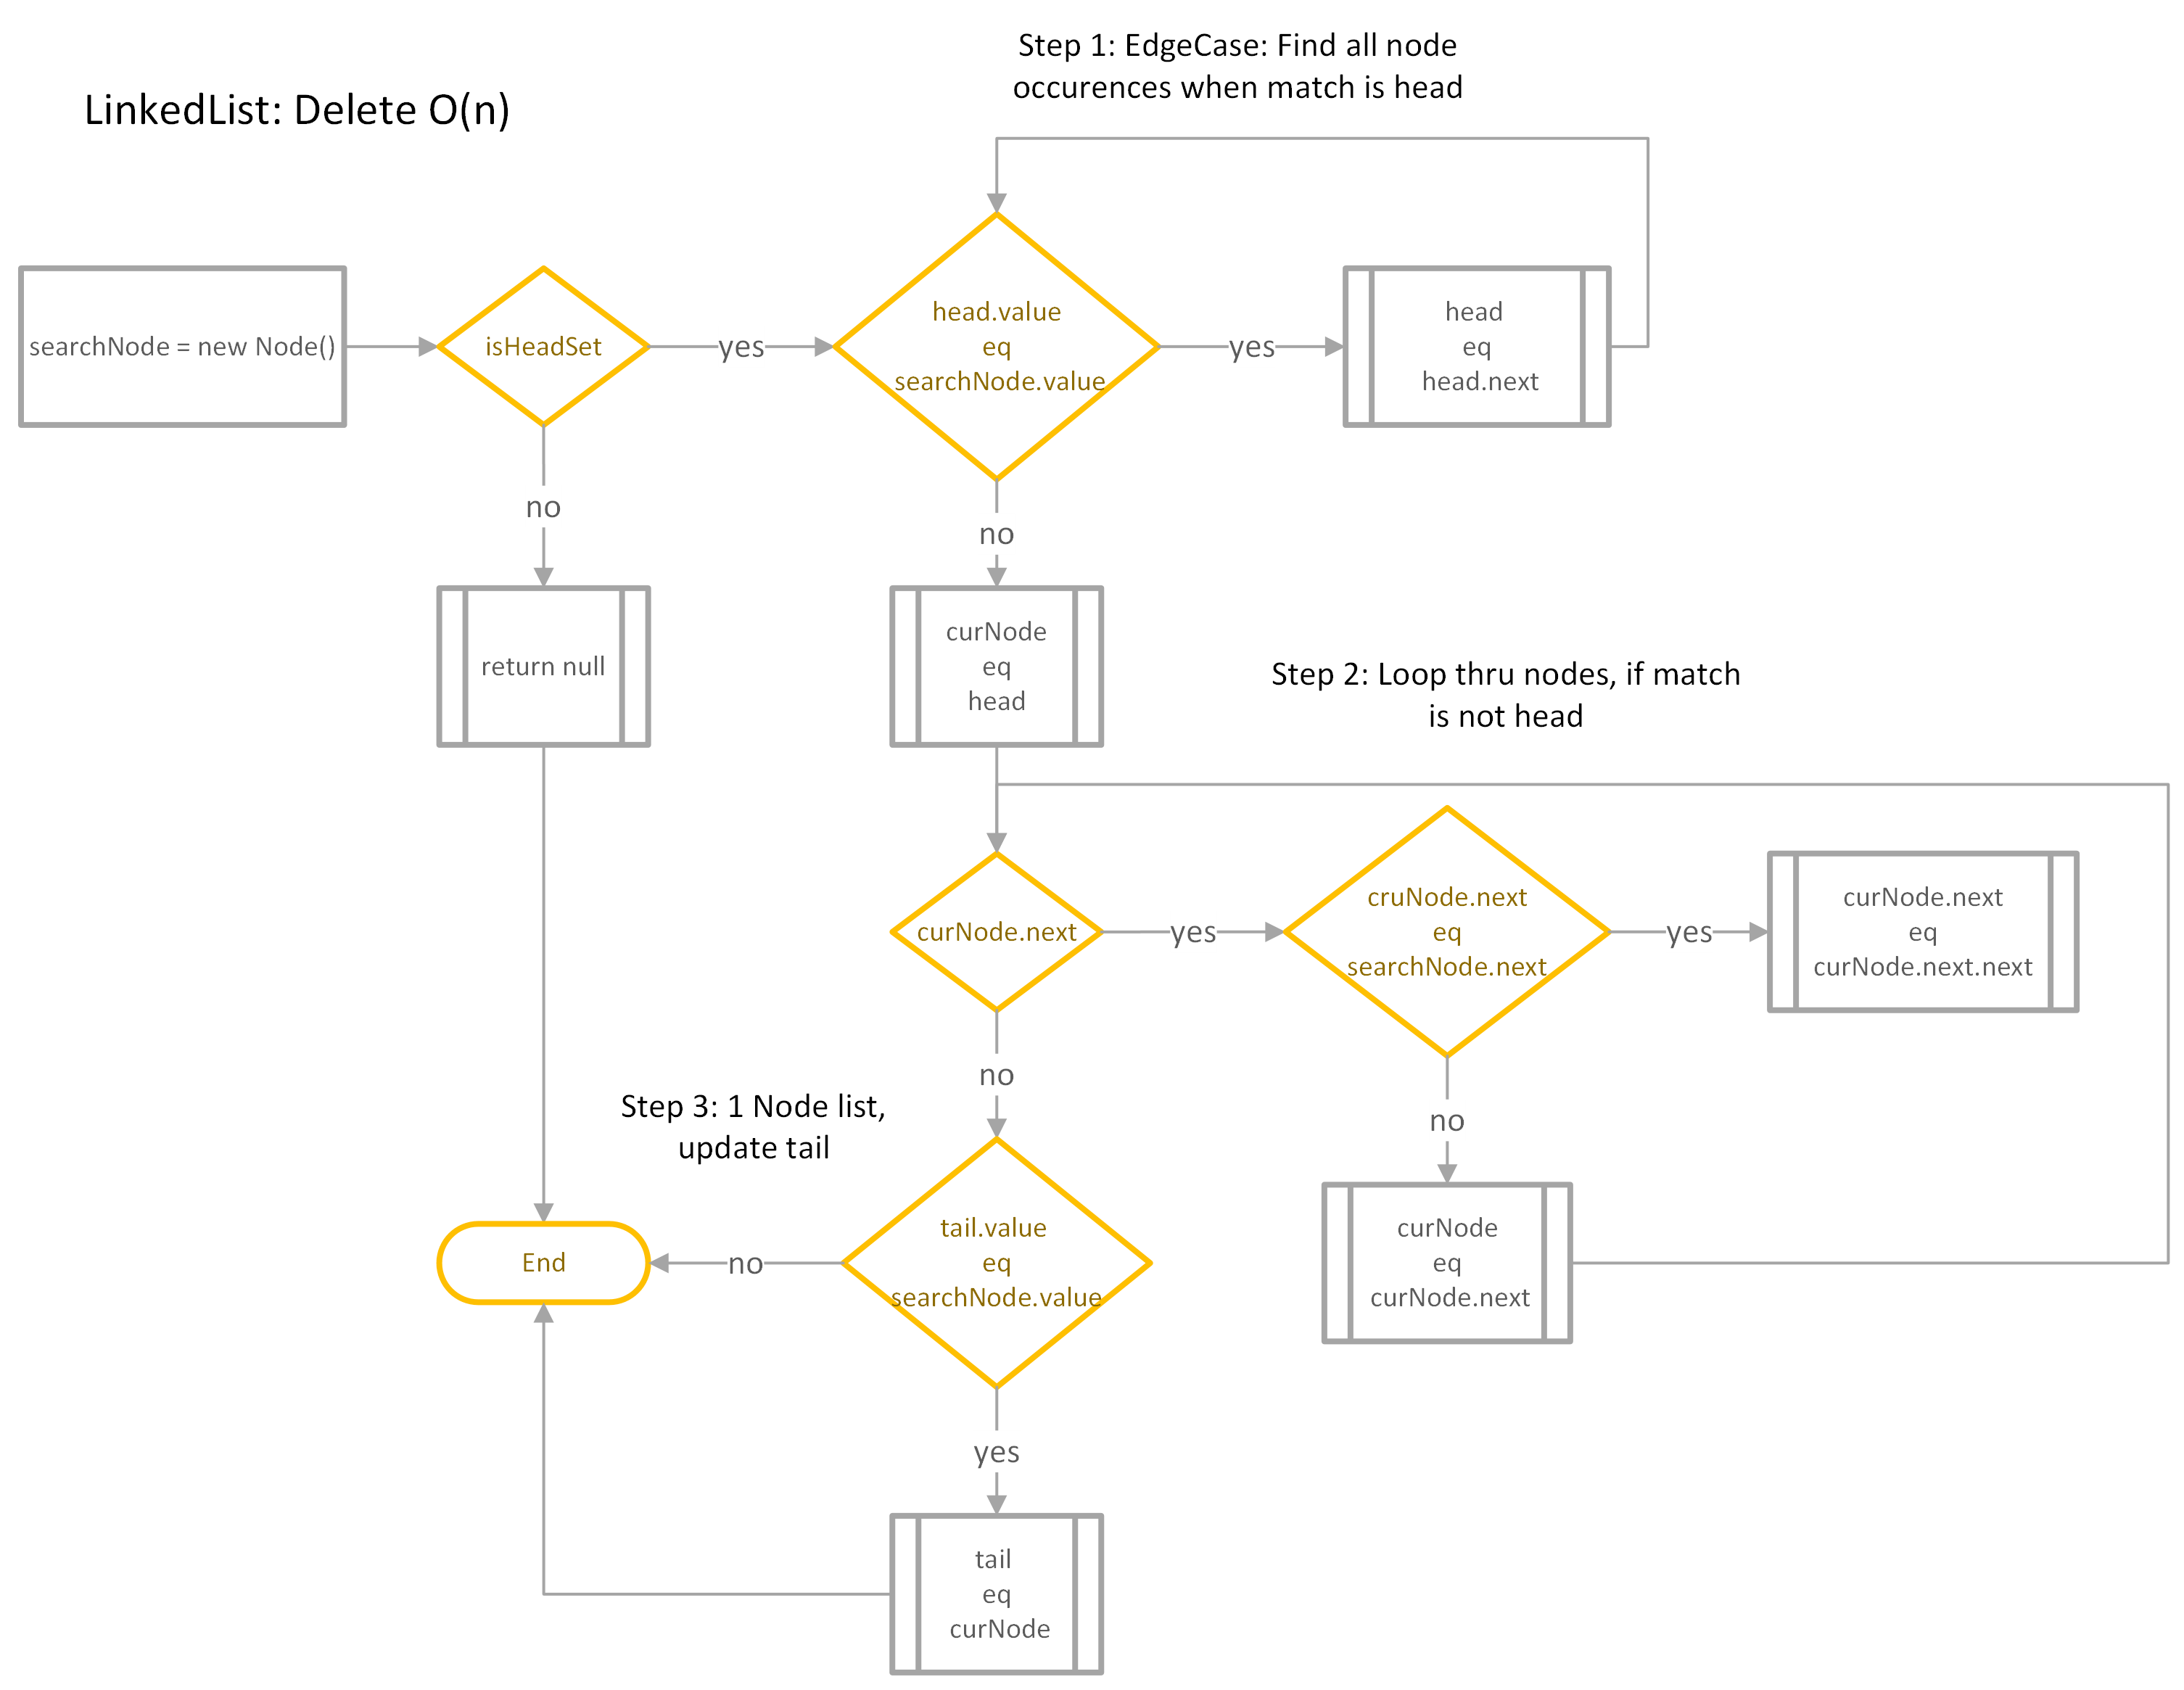 LinkedList: Delete O(n)
Step 1: EdgeCase: Find all node
occurences when match is head
searchNode = new Node()
isHeadSet
yes
head.value
eq
searchNode.value
yes
head
eq
head.next
no
no
return null
curNode
eq
head
Step 2: Loop thru nodes, if match
is not head
curNode.next
yes
cruNode.next
eq
searchNode.next
yes
curNode.next
eq
curNode.next.next
no
no
Step 3: 1 Node list,
update tail
End
no
tail.value
eq
searchNode.value
curNode
eq
curNode.next
yes
tail
eq
curNode